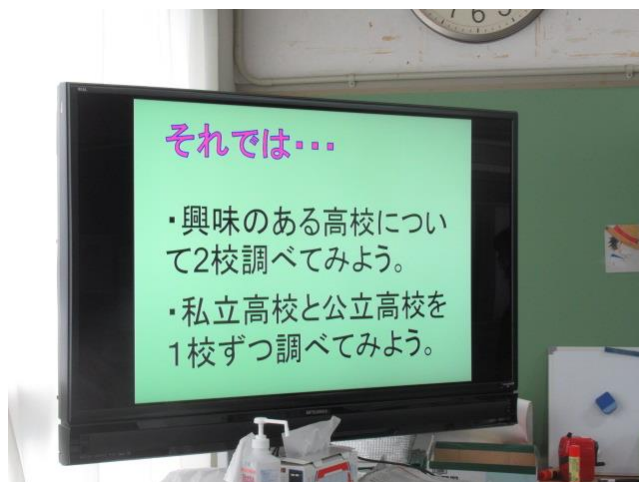 それでは･･･
･興味のある高校につい
て2校調べてみよう。
･私立高校と公立高校を
1校ずつ調べてみよう。
MITSUBISHI